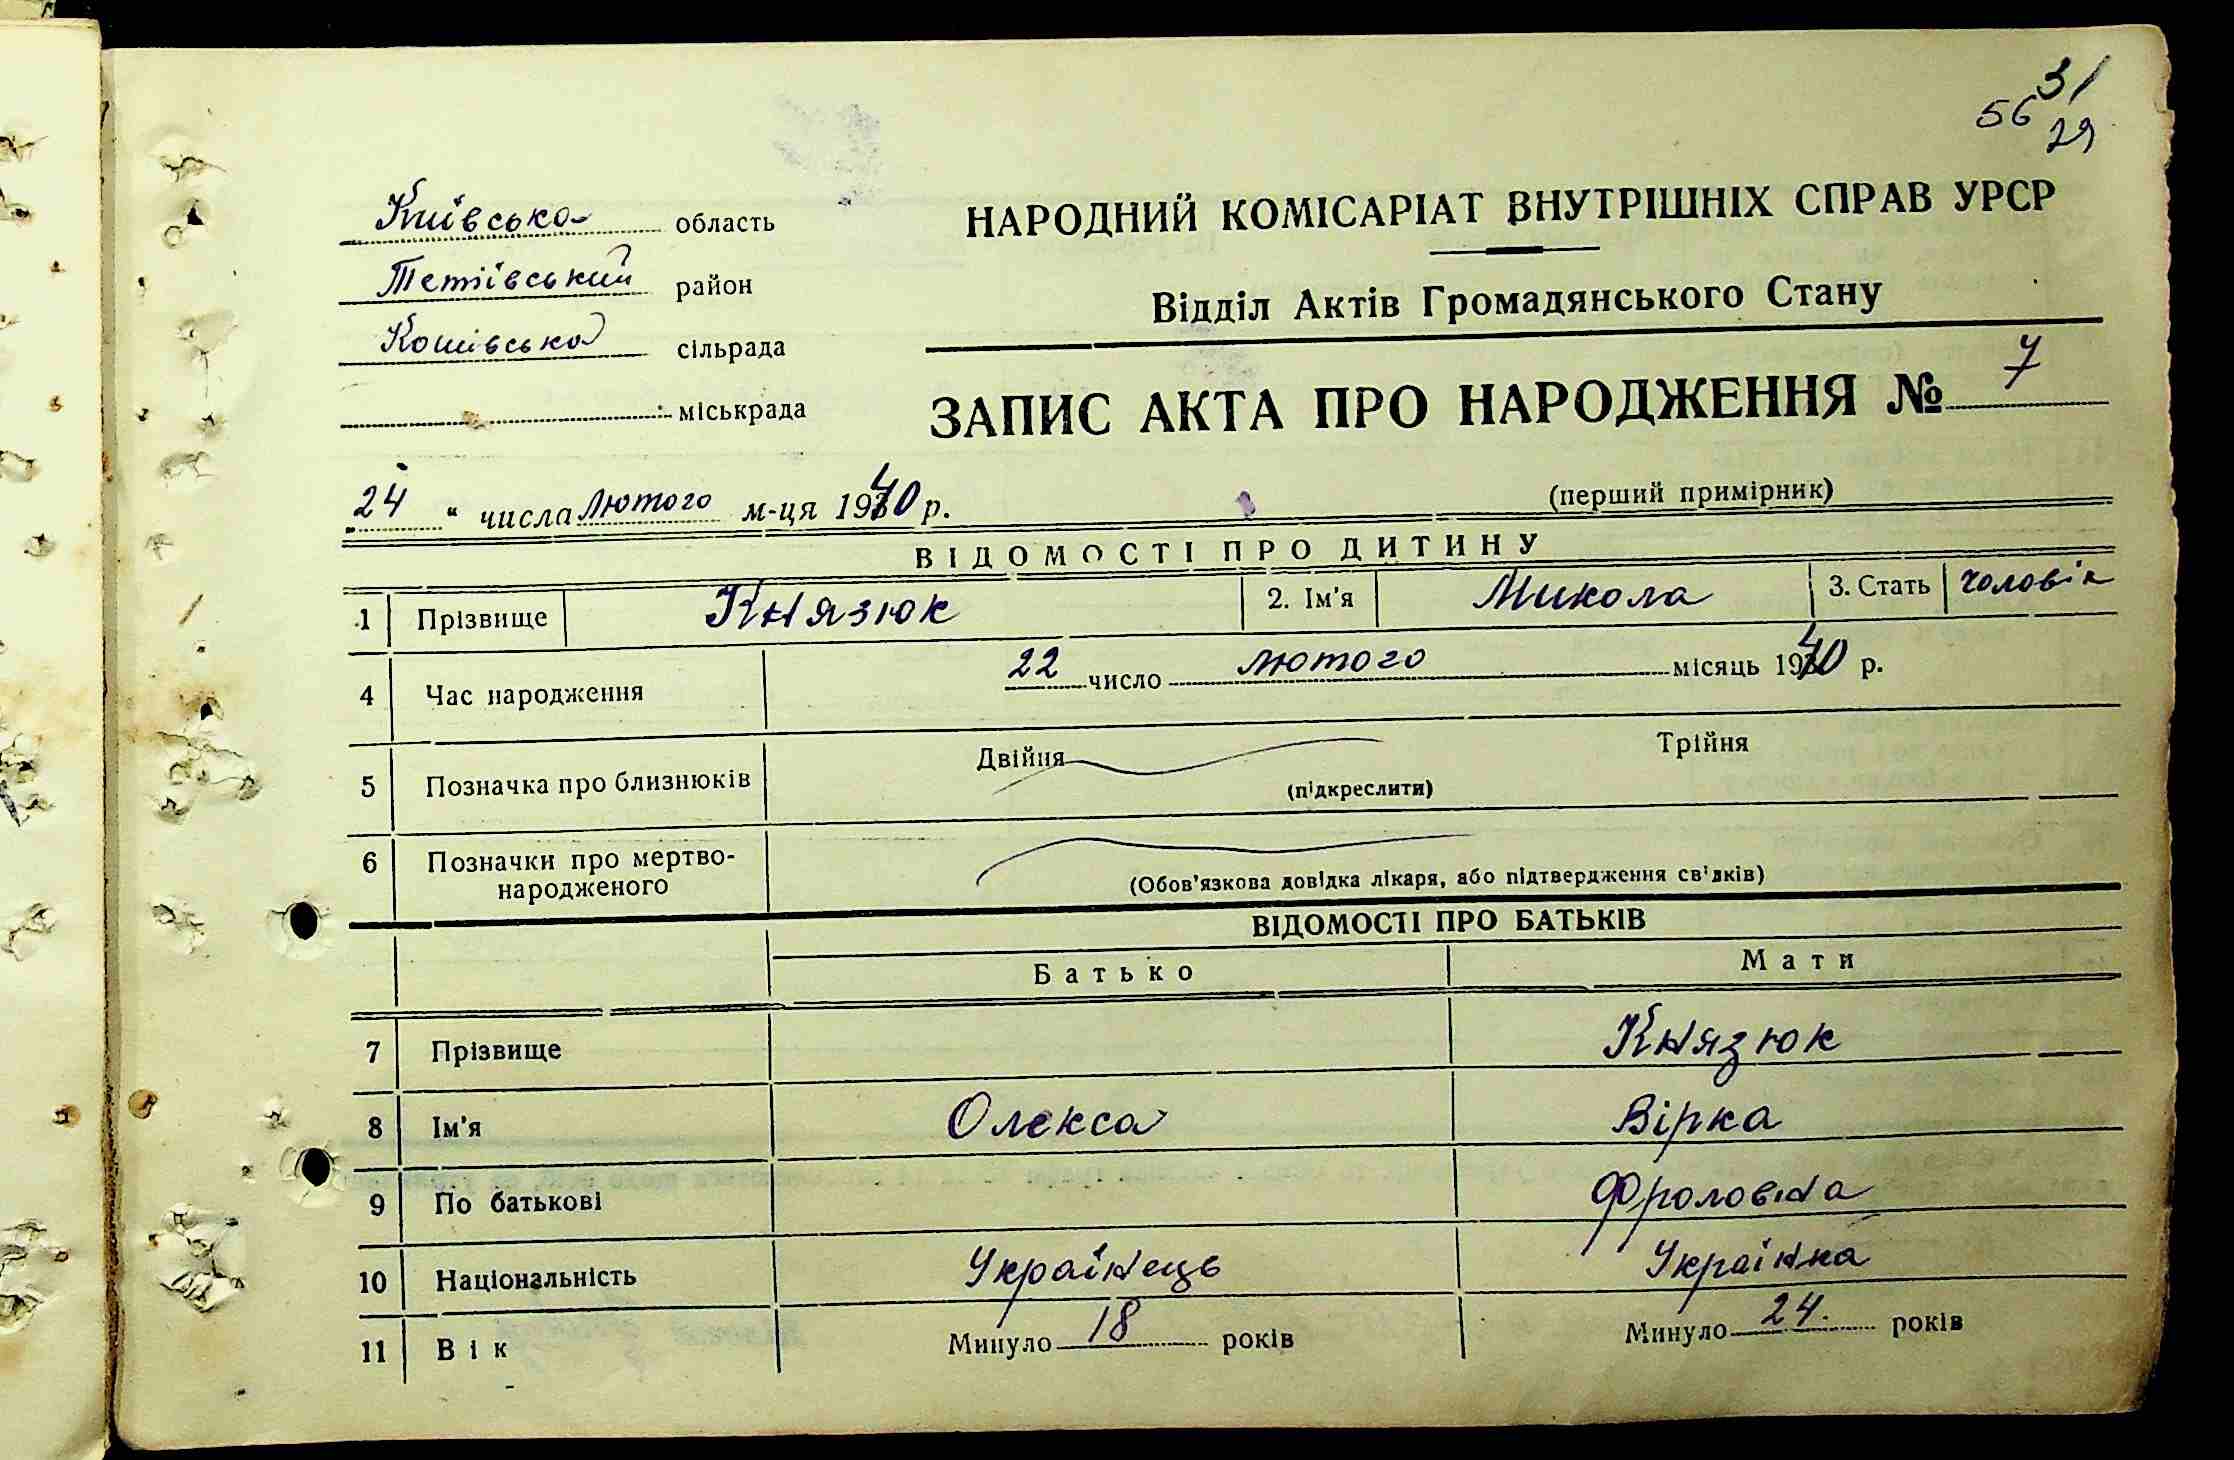 31
56
29
Київська область
Тетіївський район
Кошівська сільрада
міськрада
НАРОДНИЙ КОМІСАРІАТ ВНУТРІШНІХ СПРАВ УРСР
Відділ Актів Громадянського Стану
ЗАПИС АКТА ПРО НАРОДЖЕННЯ № 7
„24“ числа лютого м-ця 1940 р.
(перший примірник)
ВІДОМОСТІ ПРО ДИТИНУ
1 Прізвище Князюк 2. Ім'я Микола 3. Стать чоловік
4 Час народження 22 число лютого місяць 1940 р.
5 Позначка про близнюків Двійня Трійня
(підкреслити)
6 Позначки про мертво-
народженого
(Обов'язкова довідка лікаря, або підтвердження свідків)
ВІДОМОСТІ ПРО БАТЬКІВ
Батько Мати
7 Прізвище Князюк
8 Ім'я Олекса Вірка
9 По батькові Фроловна
10 Національність Українець Українка
11 Вік Минуло 18 років Минуло 24. років